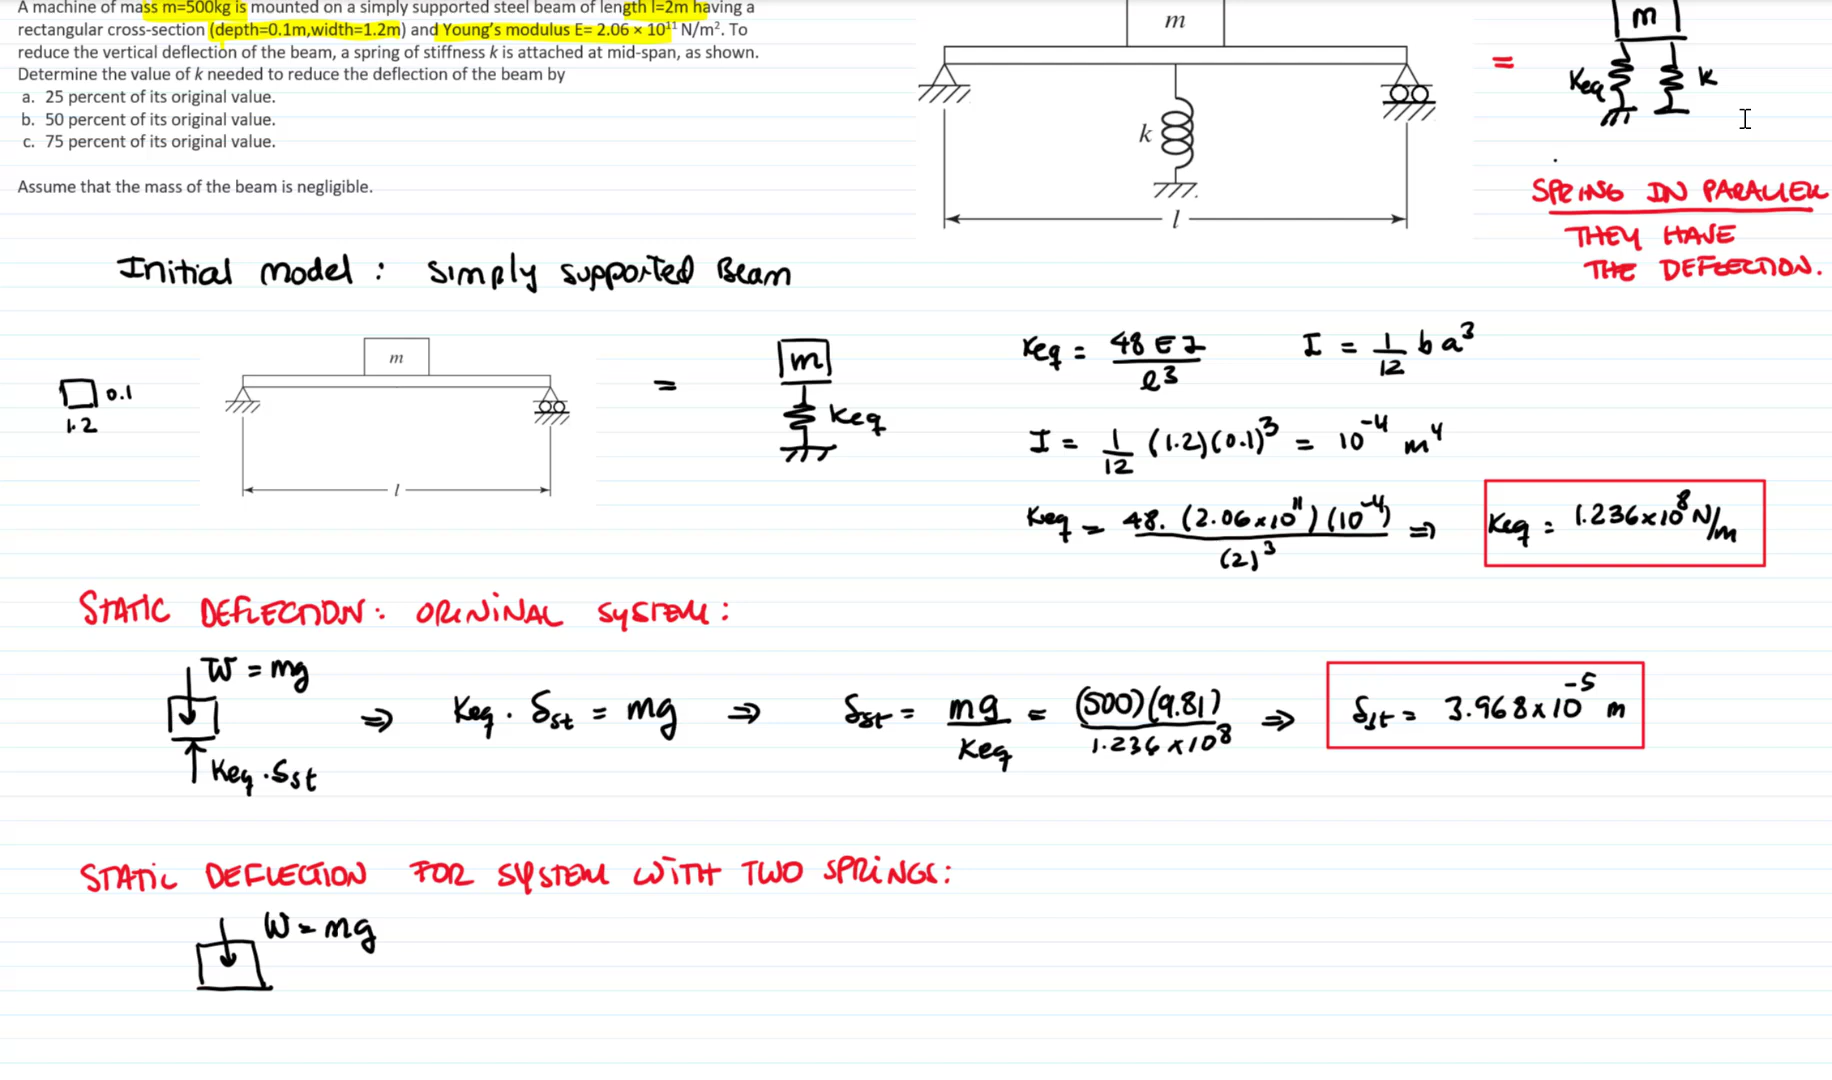 A machine of mass m=500kg is mounted on a simply supported steel beam of length l=2m having a
rectangular cross-section (depth=0.1m,width=1.2m) and Young's modulus E= 2.06 × 10¹¹ N/m². To
reduce the vertical deflection of the beam, a spring of stiffness k is attached at mid-span, as shown.
Determine the value of k needed to reduce the deflection of the beam by
a. 25 percent of its original value.
b. 50 percent of its original value.
c. 75 percent of its original value.
Assume that the mass of the beam is negligible.
m
k
l
=
m
Keq
k
SPRING IN PARALLEL
THEY HAVE
THE DEFLECTION.
Initial model : simply supported Beam
0.1
1.2
m
l
=
m
Keq
Keq = 48 E I / l³
I = 1/12 b a³
I = 1/12 (1.2)(0.1)³ = 10⁻⁴ m⁴
Keq = 48. (2.06×10¹¹)(10⁻⁴) / (2)³ ⇒ Keq = 1.236×10⁸ N/m
STATIC DEFLECTION: ORININAL SYSTEM:
W = mg
Keq . δst
⇒ Keq . δst = mg ⇒ δst = mg / Keq = (500)(9.81) / 1.236×10⁸ ⇒ δst = 3.968×10⁻⁵ m
STATIC DEFLECTION FOR SYSTEM WITH TWO SPRINGS:
W = mg